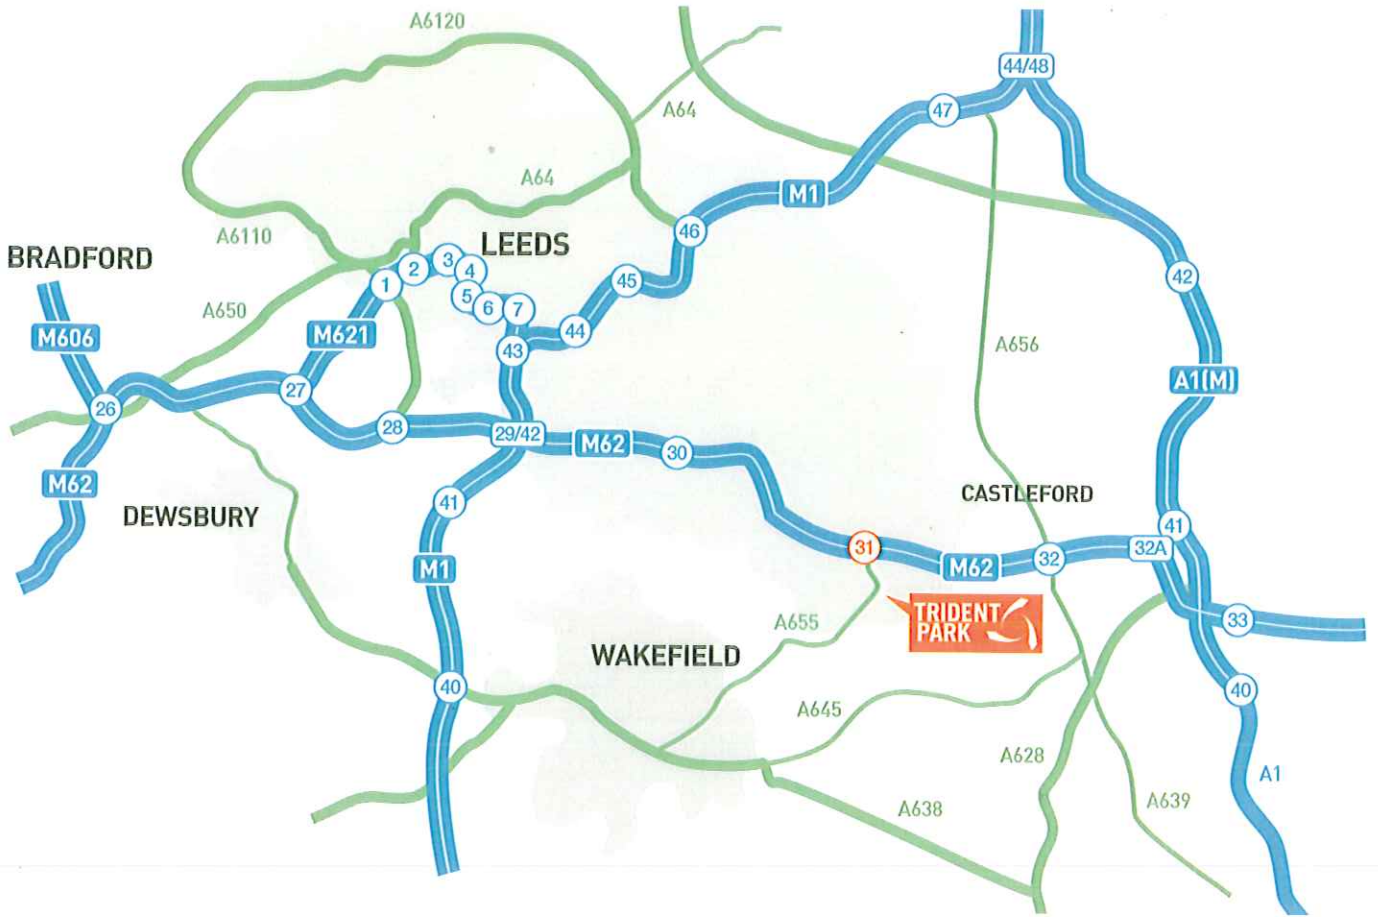 A6120
44/48
47
A64
A64
M1
A6110
46
LEEDS
BRADFORD
3
2
4
1
5
6
7
45
42
A650
M606
M621
44
43
A656
A1(M)
27
26
28
29/42
M62
30
M62
41
CASTLEFORD
DEWSBURY
41
31
32
32A
M1
M62
TRIDENT
PARK
A655
33
WAKEFIELD
40
40
A645
A628
A1
A638
A639